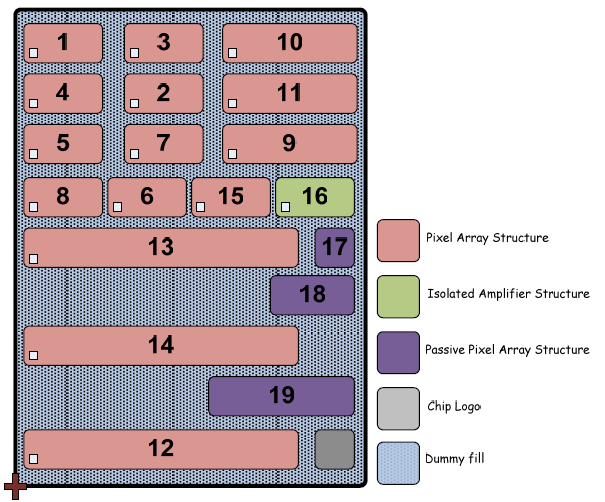 1 3 10
4 2 11
5 7 9
8 6 15 16
13 17
18
14
19
12
Pixel Array Structure
Isolated Amplifier Structure
Passive Pixel Array Structure
Chip Logo
Dummy fill